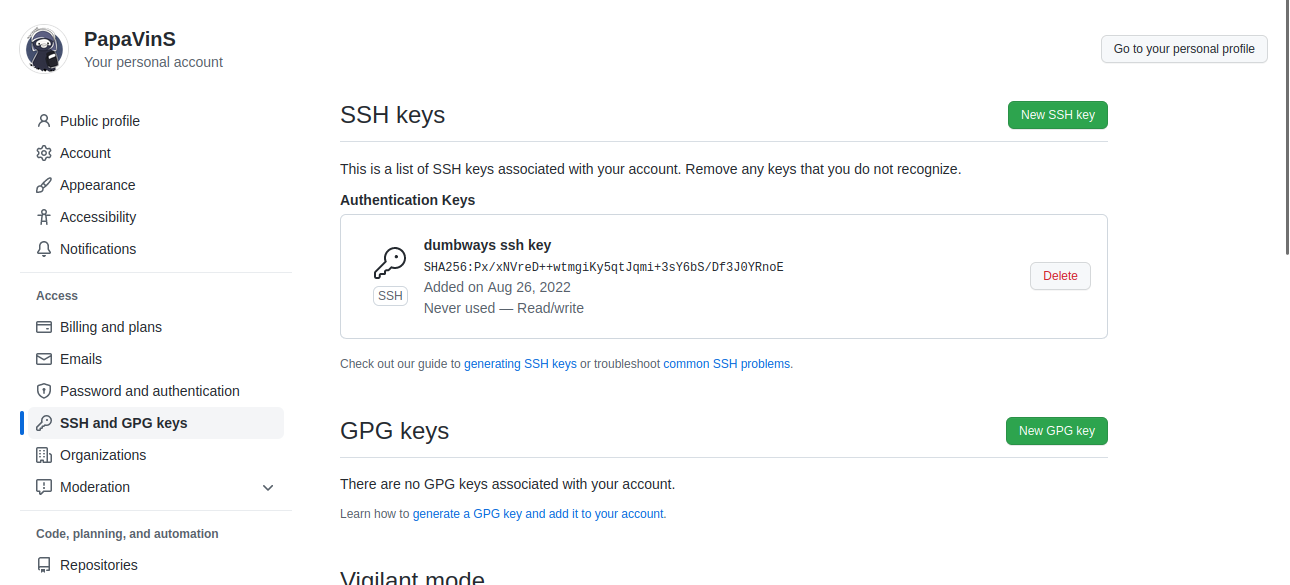 PapaVinS
Your personal account
Go to your personal profile
Public profile
Account
Appearance
Accessibility
Notifications
Access
Billing and plans
Emails
Password and authentication
SSH and GPG keys
Organizations
Moderation
Code, planning, and automation
Repositories
SSH keys
New SSH key
This is a list of SSH keys associated with your account. Remove any keys that you do not recognize.
Authentication Keys
dumbways ssh key
SHA256:Px/xNVreD++wtmgiKy5qtJqmi+3sY6bS/Df3J0YRnoE
Added on Aug 26, 2022
Never used — Read/write
SSH
Delete
Check out our guide to generating SSH keys or troubleshoot common SSH problems.
GPG keys
New GPG key
There are no GPG keys associated with your account.
Learn how to generate a GPG key and add it to your account.
Vigilant mode